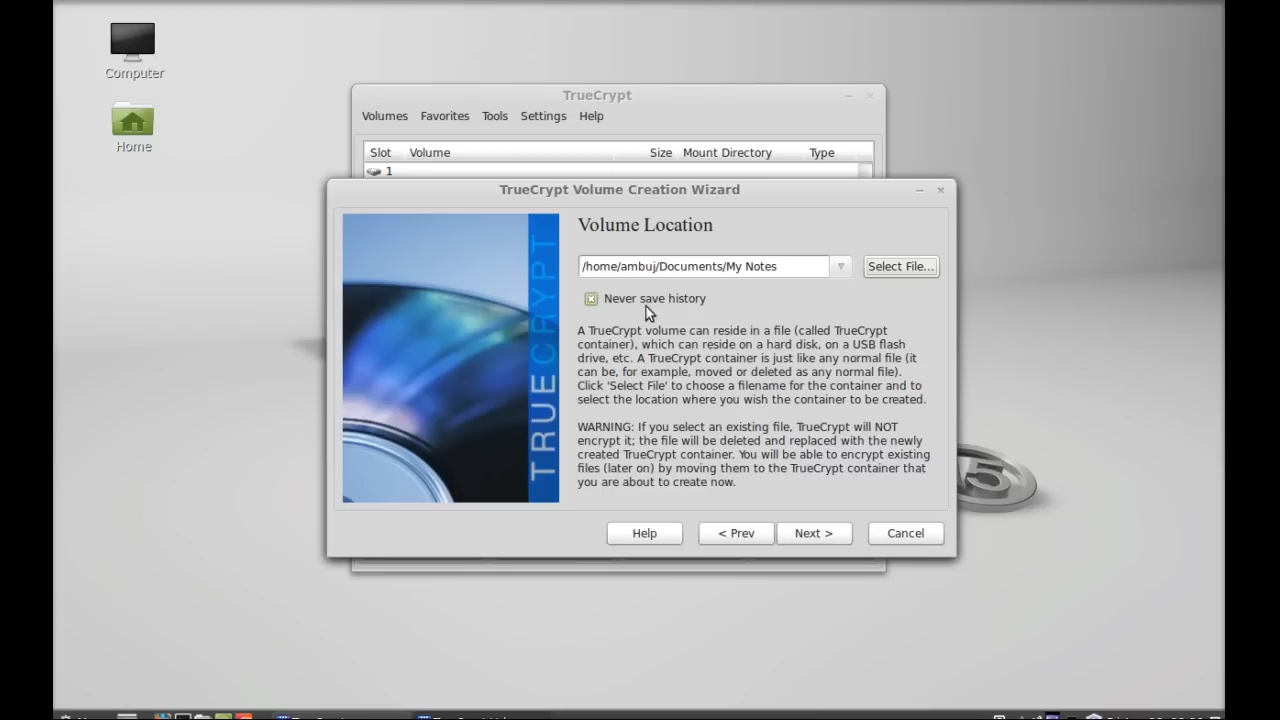 Computer
Home
TrueCrypt
Volumes Favorites Tools Settings Help
Slot Volume Size Mount Directory Type
1
TrueCrypt Volume Creation Wizard
TRUECRYPT
Volume Location
/home/ambuj/Documents/My Notes Select File...
Never save history
A TrueCrypt volume can reside in a file (called TrueCrypt
container), which can reside on a hard disk, on a USB flash
drive, etc. A TrueCrypt container is just like any normal file (it
can be, for example, moved or deleted as any normal file).
Click 'Select File' to choose a filename for the container and to
select the location where you wish the container to be created.
WARNING: If you select an existing file, TrueCrypt will NOT
encrypt it; the file will be deleted and replaced with the newly
created TrueCrypt container. You will be able to encrypt existing
files (later on) by moving them to the TrueCrypt container that
you are about to create now.
5
Help < Prev Next > Cancel